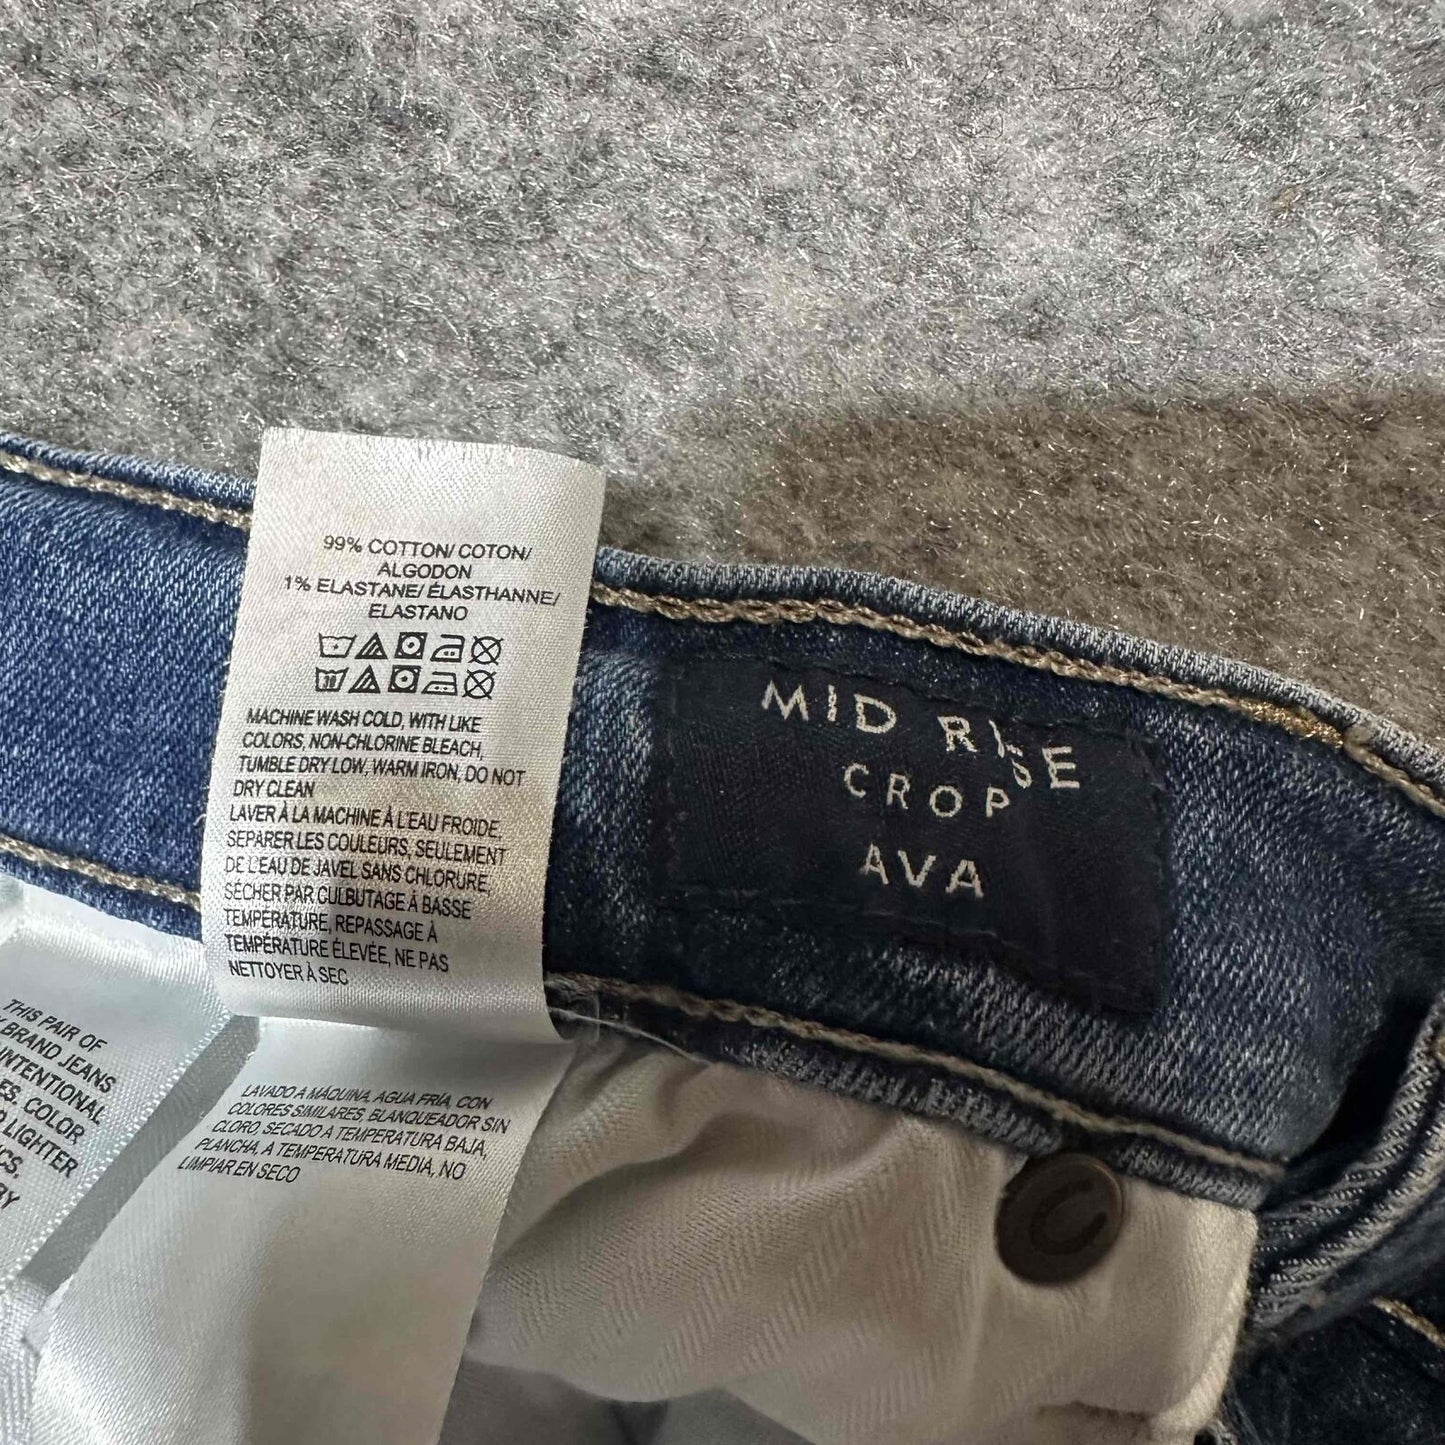 99% COTTON/ COTON/
ALGODON
1% ELASTANE/ ÉLASTHANNE/
ELASTANO
30
MACHINE WASH COLD, WITH LIKE
COLORS, NON-CHLORINE BLEACH,
TUMBLE DRY LOW, WARM IRON, DO NOT
DRY CLEAN
LAVER À LA MACHINE À L'EAU FROIDE,
SEPARER LES COULEURS, SEULEMENT
DE L'EAU DE JAVEL SANS CHLORURE,
SÉCHER PAR CULBUTAGE À BASSE
TEMPÉRATURE, REPASSAGE À
TEMPÉRATURE ÉLEVÉE, NE PAS
NETTOYER À SEC
LAVADO A MÁQUINA, AGUA FRÍA, CON
COLORES SIMILARES, BLANQUEADOR SIN
CLORO, SECADO A TEMPERATURA BAJA,
PLANCHA, A TEMPERATURA MEDIA, NO
LIMPIAR EN SECO
THIS PAIR OF
BRAND JEANS
INTENTIONAL
COLOR
LIGHTER
MID RISE
CROP
AVA